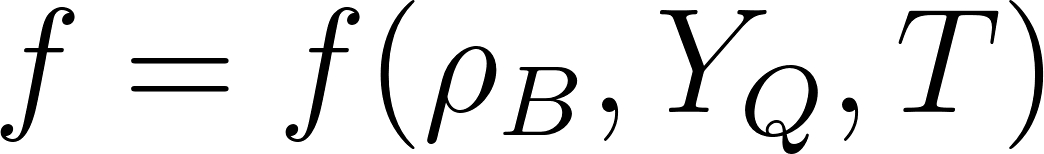 f = f(ρ_B, Y_Q, T)